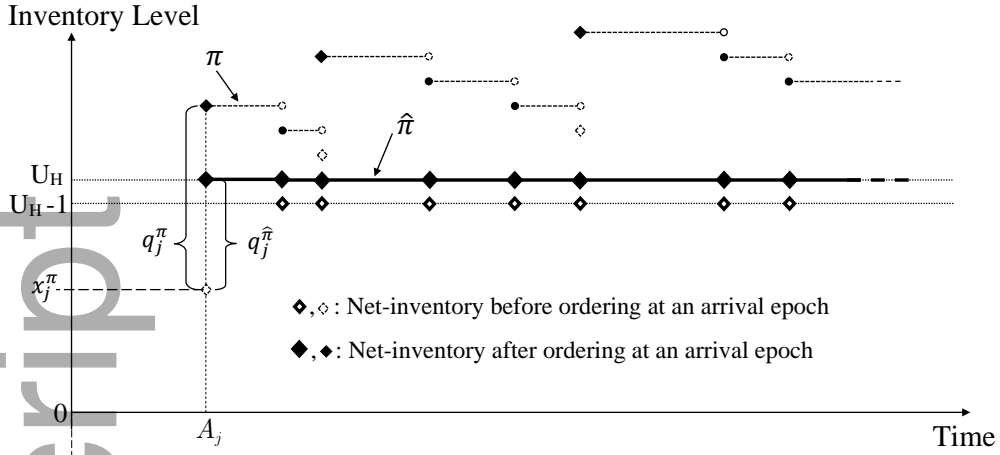 Inventory Level
π
π̂
U_H
U_H -1
q_j^π
q_j^π̂
x_j^π
◆,◇: Net-inventory before ordering at an arrival epoch
◆,◆: Net-inventory after ordering at an arrival epoch
0
A_j
Time
ript